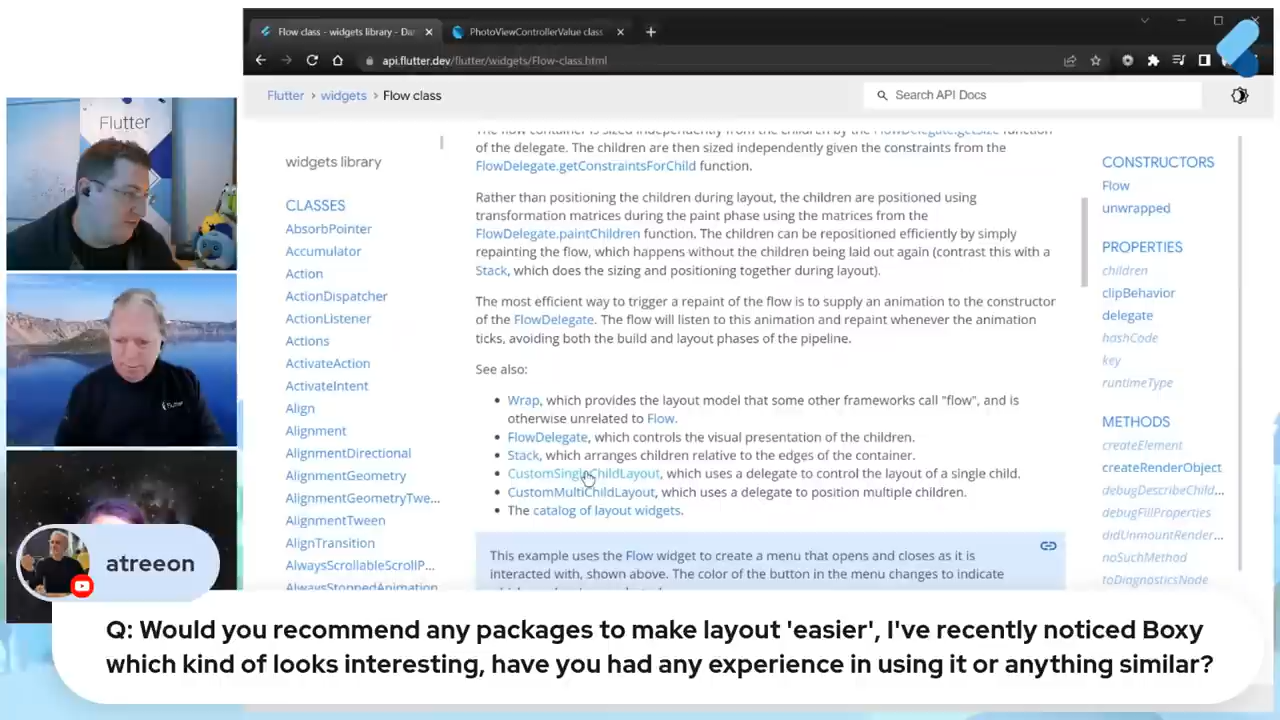 Flow class - widgets library - Da
PhotoViewControllerValue class
api.flutter.dev/flutter/widgets/Flow-class.html
Flutter > widgets > Flow class
Search API Docs
Flutter
widgets library
CLASSES
AbsorbPointer
Accumulator
Action
ActionDispatcher
ActionListener
Actions
ActivateAction
ActivateIntent
Align
Alignment
AlignmentDirectional
AlignmentGeometry
AlignmentGeometryTwe...
AlignmentTween
AlignTransition
AlwaysScrollableScrollP...
AlwaysStoppedAnimation
The flow container is sized independently from the children by the FlowDelegate.getSize function
of the delegate. The children are then sized independently given the constraints from the
FlowDelegate.getConstraintsForChild function.
Rather than positioning the children during layout, the children are positioned using
transformation matrices during the paint phase using the matrices from the
FlowDelegate.paintChildren function. The children can be repositioned efficiently by simply
repainting the flow, which happens without the children being laid out again (contrast this with a
Stack, which does the sizing and positioning together during layout).
The most efficient way to trigger a repaint of the flow is to supply an animation to the constructor
of the FlowDelegate. The flow will listen to this animation and repaint whenever the animation
ticks, avoiding both the build and layout phases of the pipeline.
See also:
• Wrap, which provides the layout model that some other frameworks call "flow", and is
otherwise unrelated to Flow.
• FlowDelegate, which controls the visual presentation of the children.
• Stack, which arranges children relative to the edges of the container.
• CustomSingleChildLayout, which uses a delegate to control the layout of a single child.
• CustomMultiChildLayout, which uses a delegate to position multiple children.
• The catalog of layout widgets.
This example uses the Flow widget to create a menu that opens and closes as it is
interacted with, shown above. The color of the button in the menu changes to indicate
CONSTRUCTORS
Flow
unwrapped
PROPERTIES
children
clipBehavior
delegate
hashCode
key
runtimeType
METHODS
createElement
createRenderObject
debugDescribeChild...
debugFillProperties
didUnmountRender...
noSuchMethod
toDiagnosticsNode
Flutter
atreeon
Q: Would you recommend any packages to make layout 'easier', I've recently noticed Boxy
which kind of looks interesting, have you had any experience in using it or anything similar?